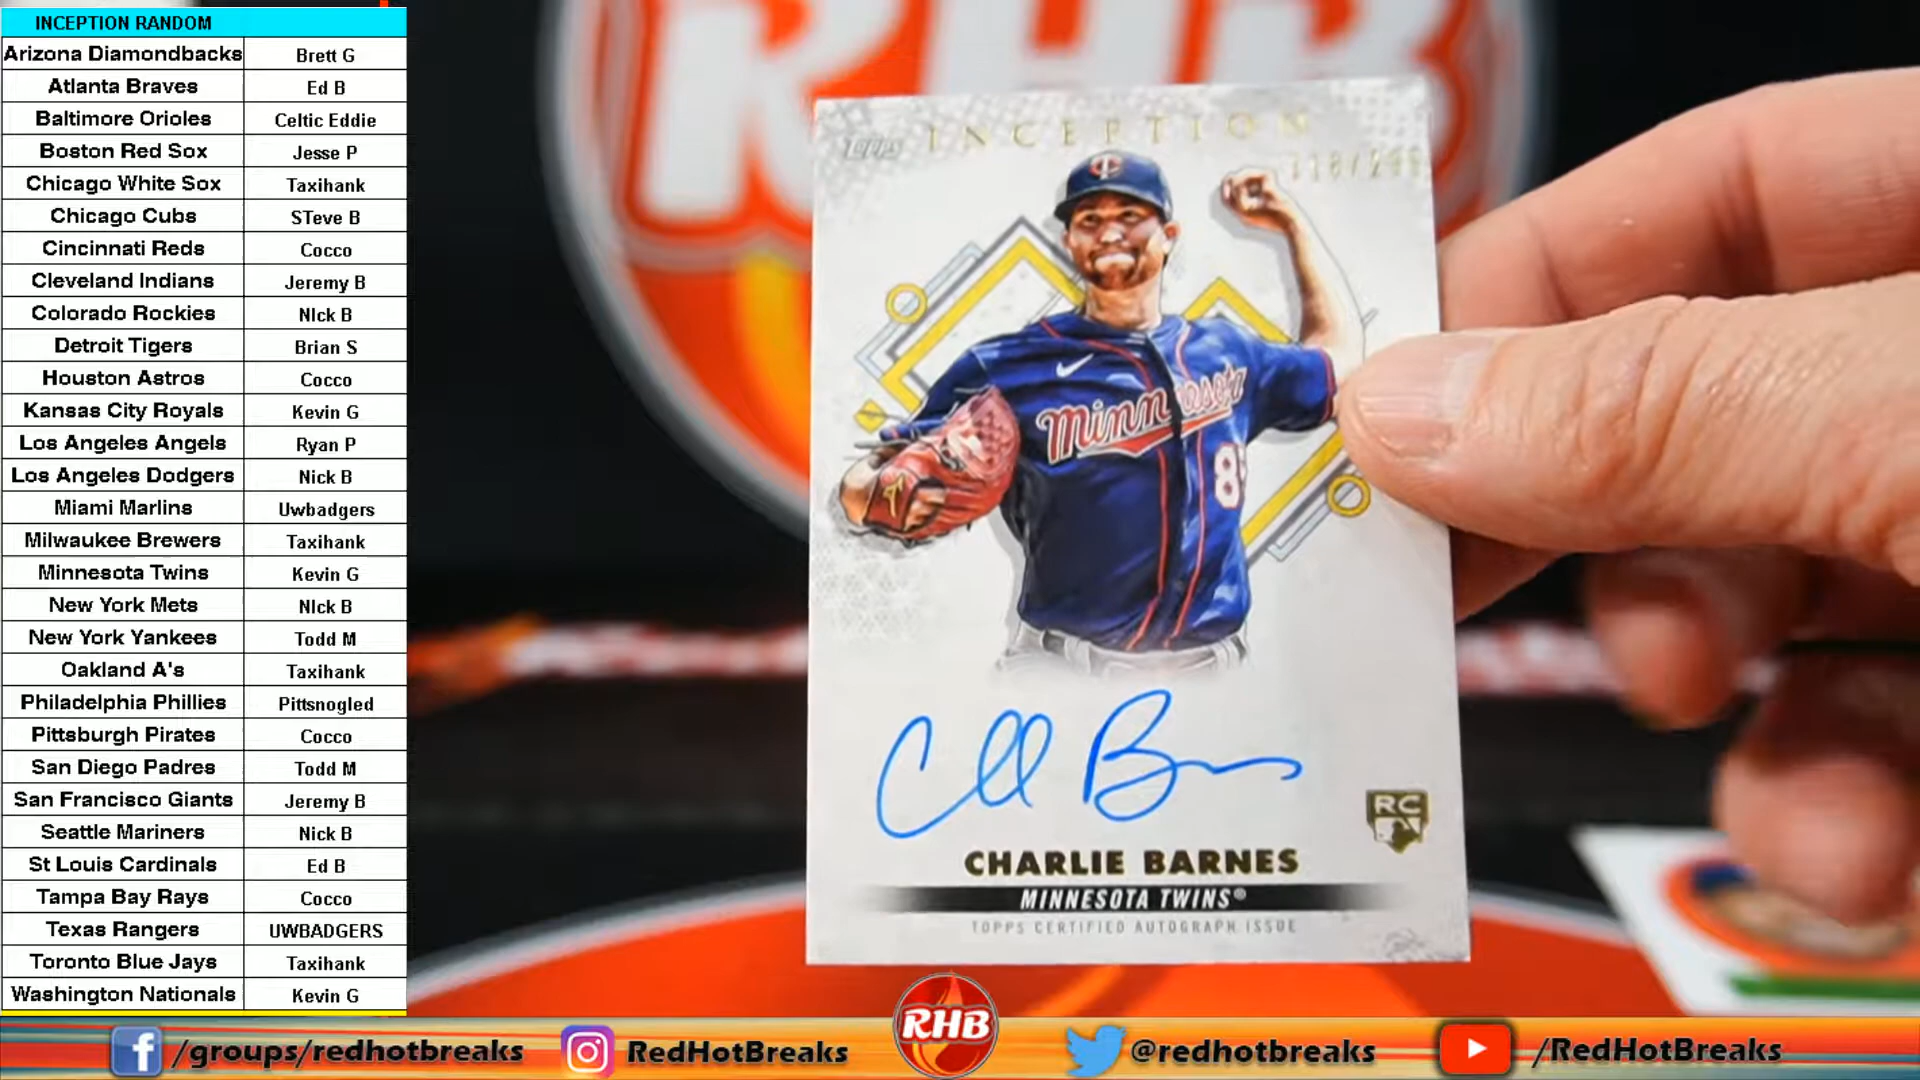 INCEPTION RANDOM
Arizona Diamondbacks Brett G
Atlanta Braves Ed B
Baltimore Orioles Celtic Eddie
Boston Red Sox Jesse P
Chicago White Sox Taxihank
Chicago Cubs STeve B
Cincinnati Reds Cocco
Cleveland Indians Jeremy B
Colorado Rockies NIck B
Detroit Tigers Brian S
Houston Astros Cocco
Kansas City Royals Kevin G
Los Angeles Angels Ryan P
Los Angeles Dodgers Nick B
Miami Marlins Uwbadgers
Milwaukee Brewers Taxihank
Minnesota Twins Kevin G
New York Mets NIck B
New York Yankees Todd M
Oakland A's Taxihank
Philadelphia Phillies Pittsnogled
Pittsburgh Pirates Cocco
San Diego Padres Todd M
San Francisco Giants Jeremy B
Seattle Mariners Nick B
St Louis Cardinals Ed B
Tampa Bay Rays Cocco
Texas Rangers UWBADGERS
Toronto Blue Jays Taxihank
Washington Nationals Kevin G
RHB
Topps INCEPTION
Minnesota
CHARLIE BARNES
RC
MINNESOTA TWINS®
TOPPS CERTIFIED AUTOGRAPH ISSUE
/groups/redhotbreaks RedHotBreaks RHB @redhotbreaks /RedHotBreaks